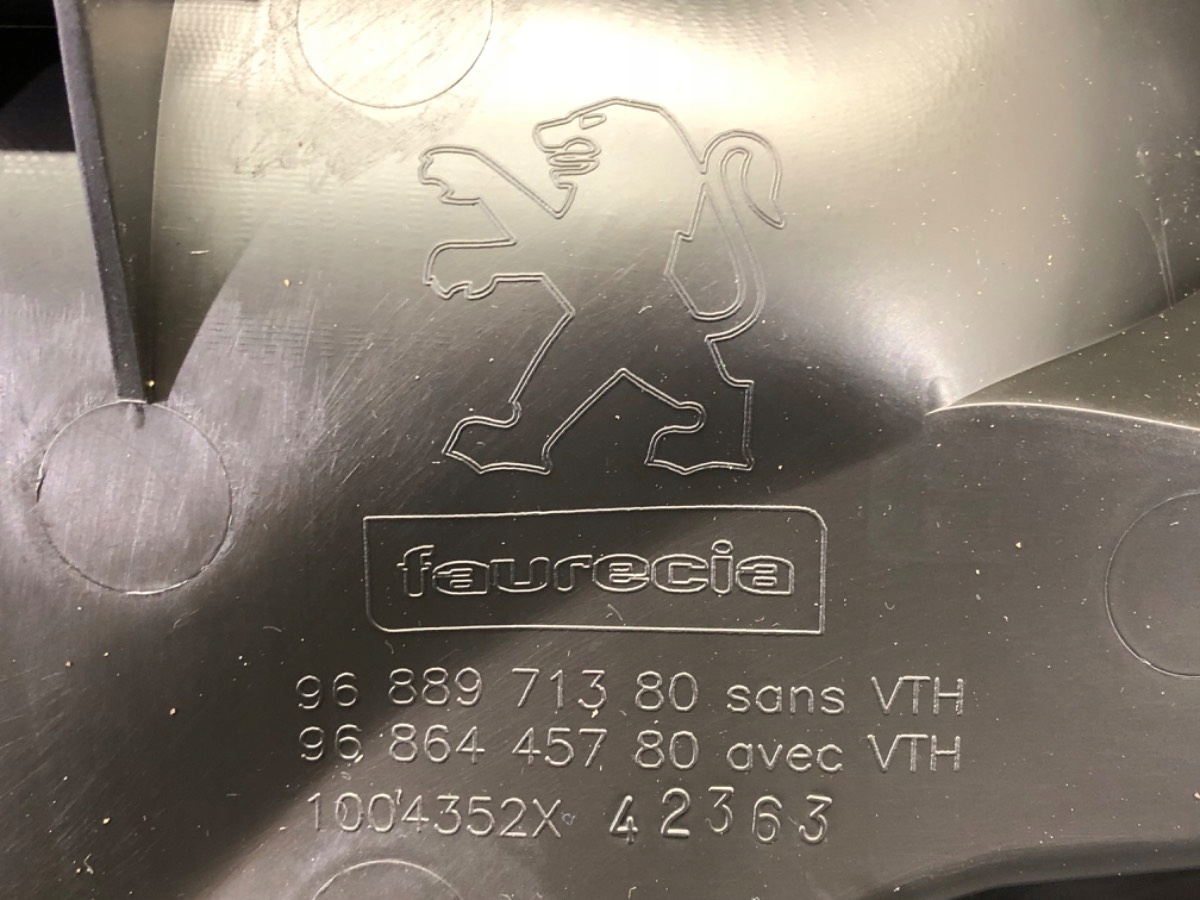 faurecia
96 889 713 80 sans VTH
96 864 457 80 avec VTH
1004352X 42363